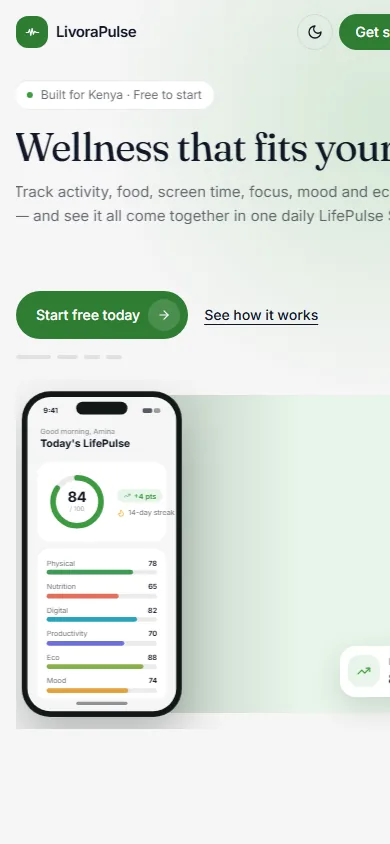 LivoraPulse
Get s
Built for Kenya · Free to start
Wellness that fits your
Track activity, food, screen time, focus, mood and ec
— and see it all come together in one daily LifePulse
Start free today
See how it works
9:41
Good morning, Amina
Today's LifePulse
84
/ 100
+4 pts
14-day streak
Physical 78
Nutrition 65
Digital 82
Productivity 70
Eco 88
Mood 74